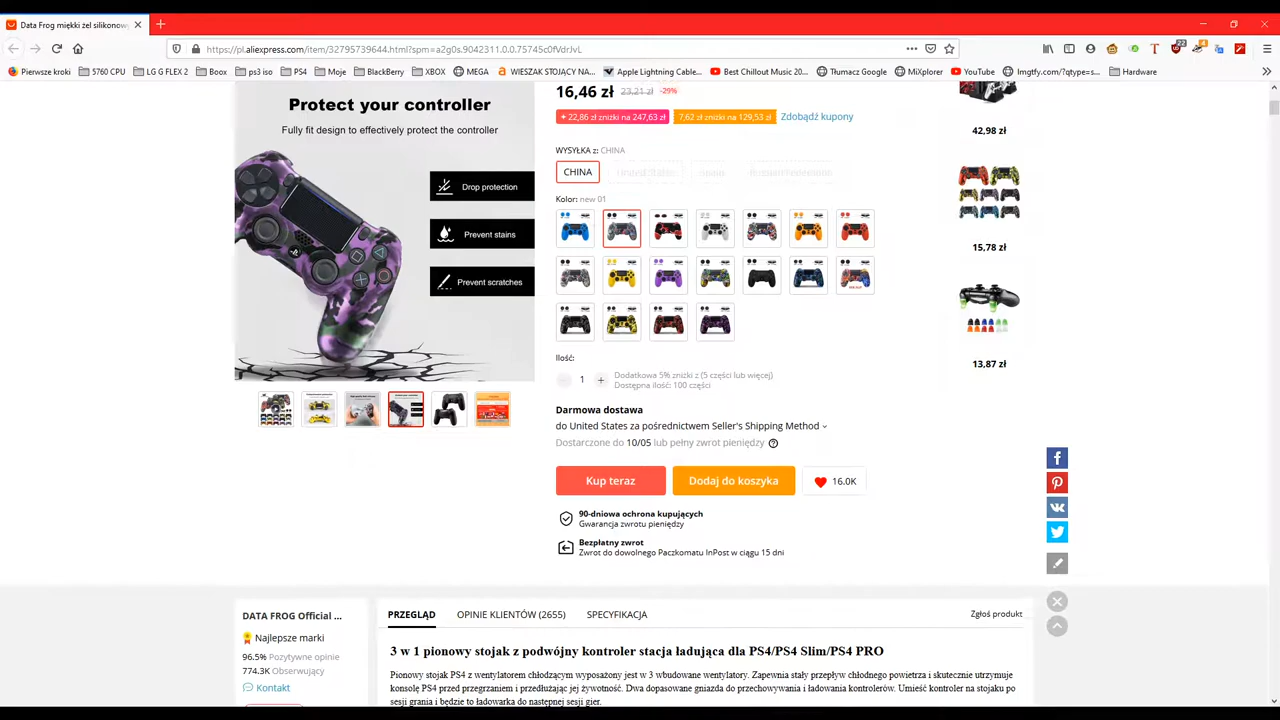 Data Frog miękki żel silikonowy
https://pl.aliexpress.com/item/32795739644.html?spm=a2g0s.9042311.0.0.75745c0fVdrJvL
Pierwsze kroki 5760 CPU LG G FLEX 2 Boox ps3 iso PS4 Moje BlackBerry XBOX MEGA WIESZAK STOJĄCY NA... Apple Lightning Cable... Best Chillout Music 20... Tłumacz Google MiXplorer YouTube lmgtfy.com/?qtype=s... Hardware
Protect your controller
Fully fit design to effectively protect the controller
Drop protection
Prevent stains
Prevent scratches
16,46 zł 23,21 zł -29%
+ 22,86 zł zniżki na 247,63 zł 7,62 zł zniżki na 129,53 zł Zdobądź kupony
WYSYŁKA z: CHINA
CHINA United States Spain Russian Federation
Kolor: new 01
Ilość:
1
Dodatkowa 5% zniżki z (5 części lub więcej)
Dostępna ilość: 100 części
Darmowa dostawa
do United States za pośrednictwem Seller's Shipping Method
Dostarczone do 10/05 lub pełny zwrot pieniędzy
Kup teraz Dodaj do koszyka 16.0K
90-dniowa ochrona kupujących
Gwarancja zwrotu pieniędzy
Bezpłatny zwrot
Zwrot do dowolnego Paczkomatu InPost w ciągu 15 dni
42,98 zł
15,78 zł
13,87 zł
DATA FROG Official ...
Najlepsze marki
96.5% Pozytywne opinie
774.3K Obserwujący
Kontakt
PRZEGLĄD OPINIE KLIENTÓW (2655) SPECYFIKACJA Zgłoś produkt
3 w 1 pionowy stojak z podwójny kontroler stacja ładująca dla PS4/PS4 Slim/PS4 PRO
Pionowy stojak PS4 z wentylatorem chłodzącym wyposażony jest w 3 wbudowane wentylatory. Zapewnia stały przepływ chłodnego powietrza i skutecznie utrzymuje
konsolę PS4 przed przegrzaniem i przedłużając jej żywotność. Dwa dopasowane gniazda do przechowywania i ładowania kontrolerów. Umieść kontroler na stojaku po
sesji grania i będzie to ładowarka do następnej sesji gier.